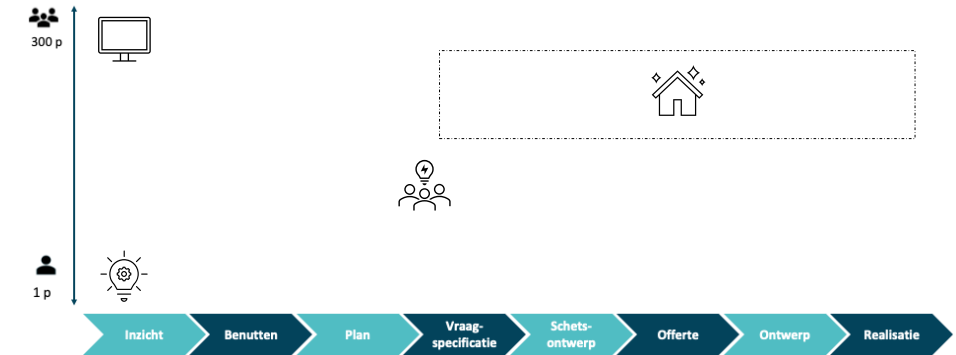 300 p
1 p
Inzicht
Benutten
Plan
Vraag-
specificatie
Schets-
ontwerp
Offerte
Ontwerp
Realisatie